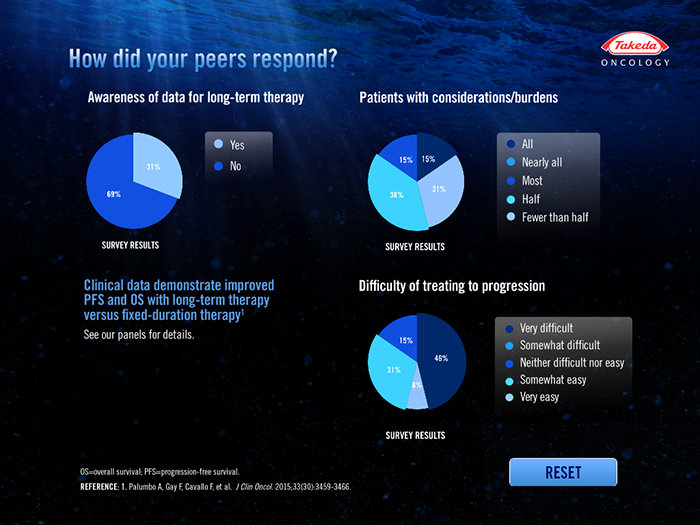 How did your peers respond?
Takeda
ONCOLOGY
Awareness of data for long-term therapy
31%
69%
Yes
No
SURVEY RESULTS
Patients with considerations/burdens
15%
15%
31%
38%
All
Nearly all
Most
Half
Fewer than half
SURVEY RESULTS
Clinical data demonstrate improved
PFS and OS with long-term therapy
versus fixed-duration therapy¹
See our panels for details.
Difficulty of treating to progression
15%
46%
31%
8%
Very difficult
Somewhat difficult
Neither difficult nor easy
Somewhat easy
Very easy
SURVEY RESULTS
OS=overall survival; PFS=progression-free survival.
REFERENCE: 1. Palumbo A, Gay F, Cavallo F, et al. J Clin Oncol. 2015;33(30):3459-3466.
RESET